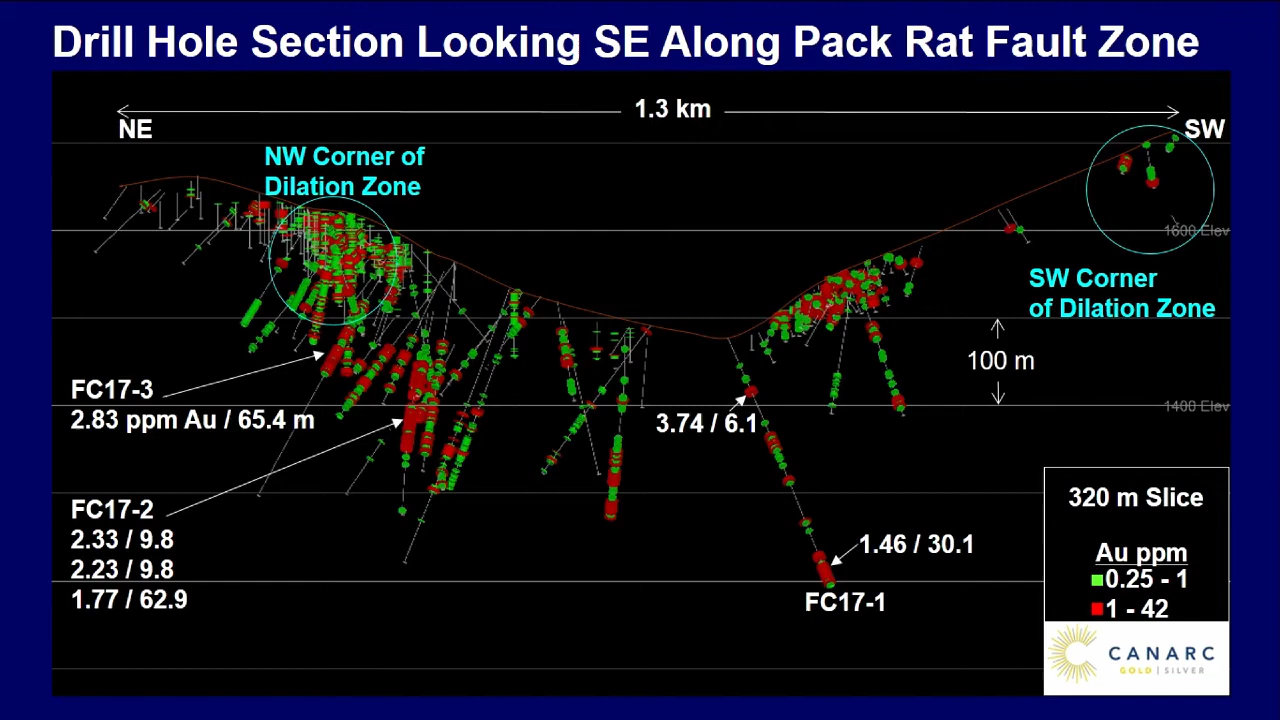 Drill Hole Section Looking SE Along Pack Rat Fault Zone
1.3 km
NE
SW
NW Corner of
Dilation Zone
1600 Elev
SW Corner
of Dilation Zone
100 m
FC17-3
2.83 ppm Au / 65.4 m
3.74 / 6.1
1400 Elev
FC17-2
2.33 / 9.8
2.23 / 9.8
1.77 / 62.9
1.46 / 30.1
FC17-1
320 m Slice
Au ppm
0.25 - 1
1 - 42
CANARC
GOLD | SILVER